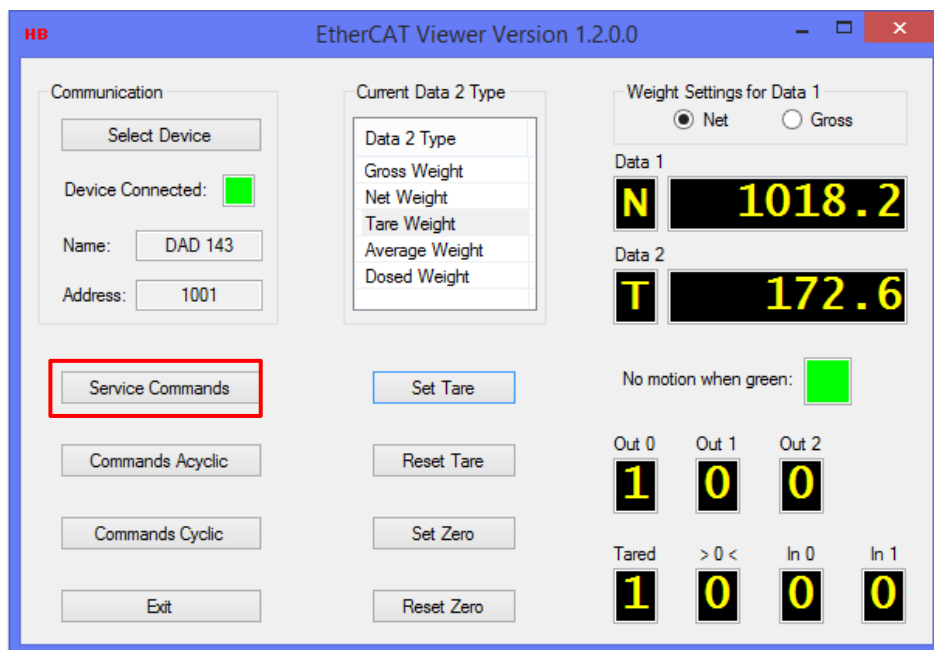 HB
EtherCAT Viewer Version 1.2.0.0
Communication
Select Device
Device Connected:
Name: DAD 143
Address: 1001
Current Data 2 Type
Data 2 Type
Gross Weight
Net Weight
Tare Weight
Average Weight
Dosed Weight
Weight Settings for Data 1
Net Gross
Data 1
N 1018.2
Data 2
T 172.6
Service Commands
Commands Acyclic
Commands Cyclic
Exit
Set Tare
Reset Tare
Set Zero
Reset Zero
No motion when green:
Out 0 Out 1 Out 2
1 0 0
Tared > 0 < In 0 In 1
1 0 0 0